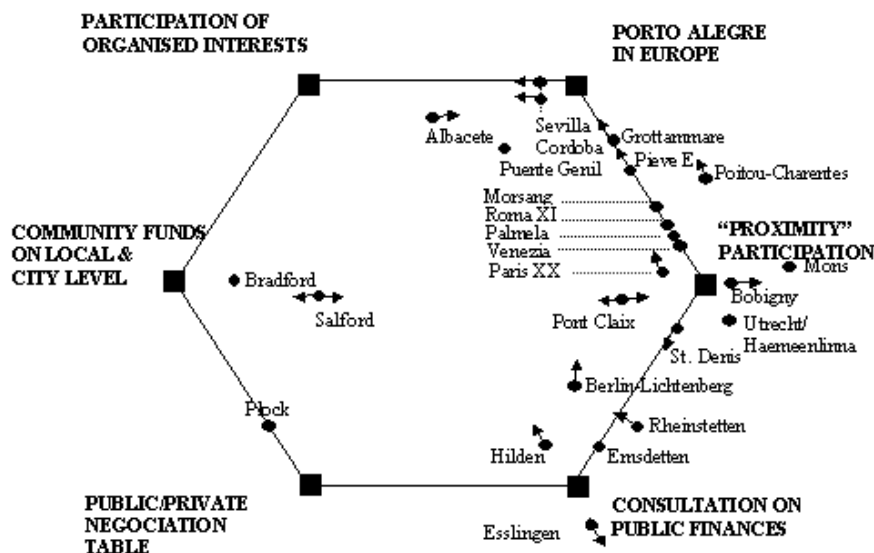 PARTICIPATION OF
ORGANISED INTERESTS
PORTO ALEGRE
IN EUROPE
Albacete
Sevilla
Cordoba
Puente Genil
Grottammare
Pieve E
Poitou-Charentes
Morsang
Roma XI
Palmela
Venezia
Paris XX
COMMUNITY FUNDS
ON LOCAL &
CITY LEVEL
“PROXIMITY”
PARTICIPATION
Mons
Bobigny
Bradford
Salford
Pont Claix
Utrecht/
Haemeenlinna
St. Denis
Berlin-Lichtenberg
Plock
Rheinstetten
Hilden
Emsdetten
PUBLIC/PRIVATE
NEGOCIATION
TABLE
CONSULTATION ON
PUBLIC FINANCES
Esslingen